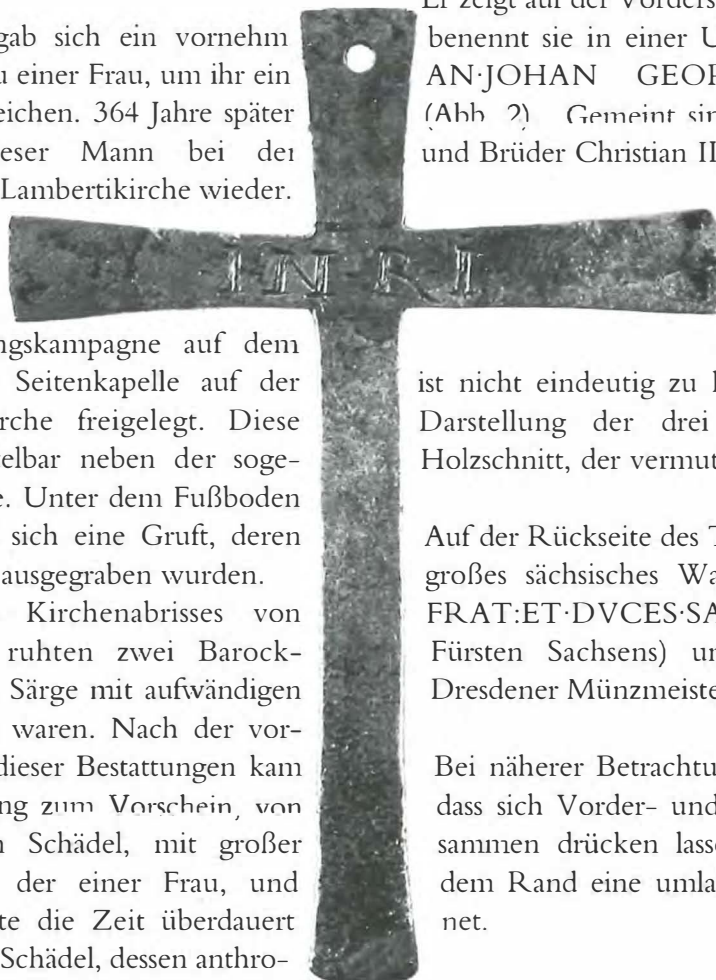 gab sich ein vornehm
einer Frau, um ihr ein
eichen. 364 Jahre später
eser Mann bei der
Lambertikirche wieder.
INRI
ngskampagne auf dem
Seitenkapelle auf der
rche freigelegt. Diese
telbar neben der soge-
e. Unter dem Fußboden
sich eine Gruft, deren
ausgegraben wurden.
Kirchenabrisses von
ruhten zwei Barock-
Särge mit aufwändigen
waren. Nach der vor-
dieser Bestattungen kam
ng zum Vorschein, von
n Schädel, mit großer
der einer Frau, und
te die Zeit überdauert
Schädel, dessen anthro-
Er zeigt auf der Vorders
benennt sie in einer U
AN·JOHAN GEOR
(Abb. 2). Gemeint sin
und Brüder Christian II
ist nicht eindeutig zu
Darstellung der drei
Holzschnitt, der vermut
Auf der Rückseite des T
großes sächsisches Wa
FRAT:ET·DVCES·SA
Fürsten Sachsens) un
Dresdener Münzmeiste
Bei näherer Betrachtu
dass sich Vorder- und
sammen drücken lass
dem Rand eine umla
net.